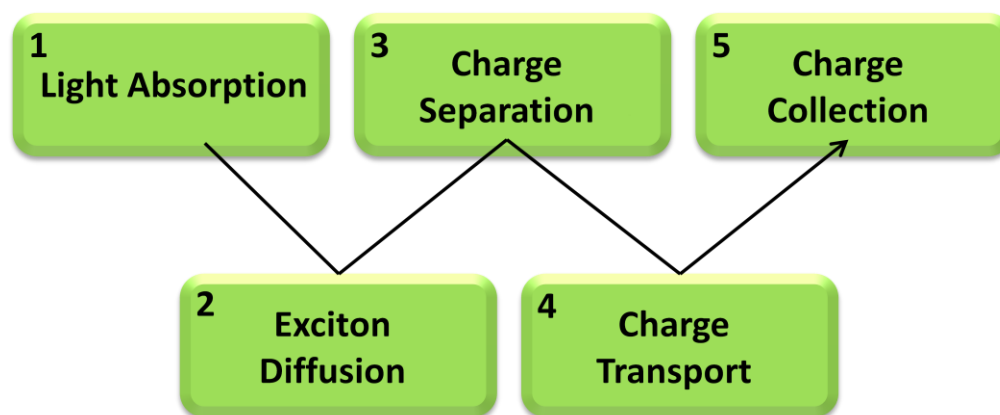 1
Light Absorption
2
Exciton
Diffusion
3
Charge
Separation
4
Charge
Transport
5
Charge
Collection